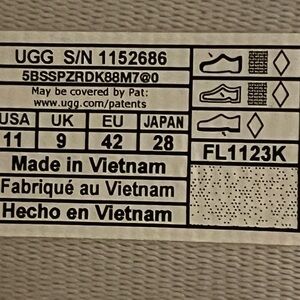 UGG S/N 1152686
5BSSPZRDK88M7@0
May be covered by Pat:
www.ugg.com/patents
USA UK EU JAPAN
11 9 42 28
FL1123K
Made in Vietnam
Fabriqué au Vietnam
Hecho en Vietnam